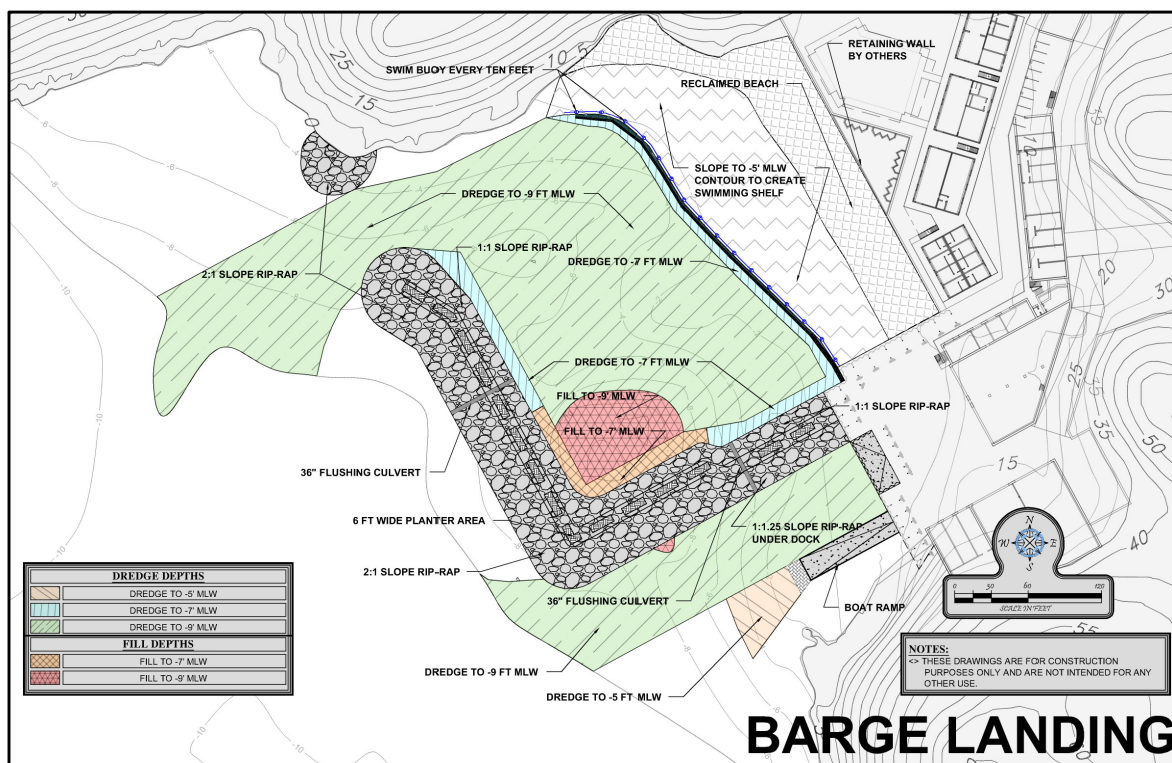 SWIM BUOY EVERY TEN FEET
RETAINING WALL
BY OTHERS
RECLAIMED BEACH
SLOPE TO -5' MLW
CONTOUR TO CREATE
SWIMMING SHELF
DREDGE TO -9 FT MLW
1:1 SLOPE RIP-RAP
2:1 SLOPE RIP-RAP
DREDGE TO -7 FT MLW
DREDGE TO -7 FT MLW
FILL TO -9' MLW
1:1 SLOPE RIP-RAP
FILL TO -7' MLW
36" FLUSHING CULVERT
6 FT WIDE PLANTER AREA
1:1.25 SLOPE RIP-RAP
UNDER DOCK
2:1 SLOPE RIP-RAP
36" FLUSHING CULVERT
BOAT RAMP
DREDGE TO -9 FT MLW
DREDGE TO -5 FT MLW
25
15
0
10
5
10
20
30
25
35
15
50
40
55
DREDGE DEPTHS
DREDGE TO -5' MLW
DREDGE TO -7' MLW
DREDGE TO -9' MLW
FILL DEPTHS
FILL TO -7' MLW
FILL TO -9' MLW
N
W E
S
0 30 60 120
SCALE IN FEET
NOTES:
<> THESE DRAWINGS ARE FOR CONSTRUCTION
PURPOSES ONLY AND ARE NOT INTENDED FOR ANY
OTHER USE.
BARGE LANDING